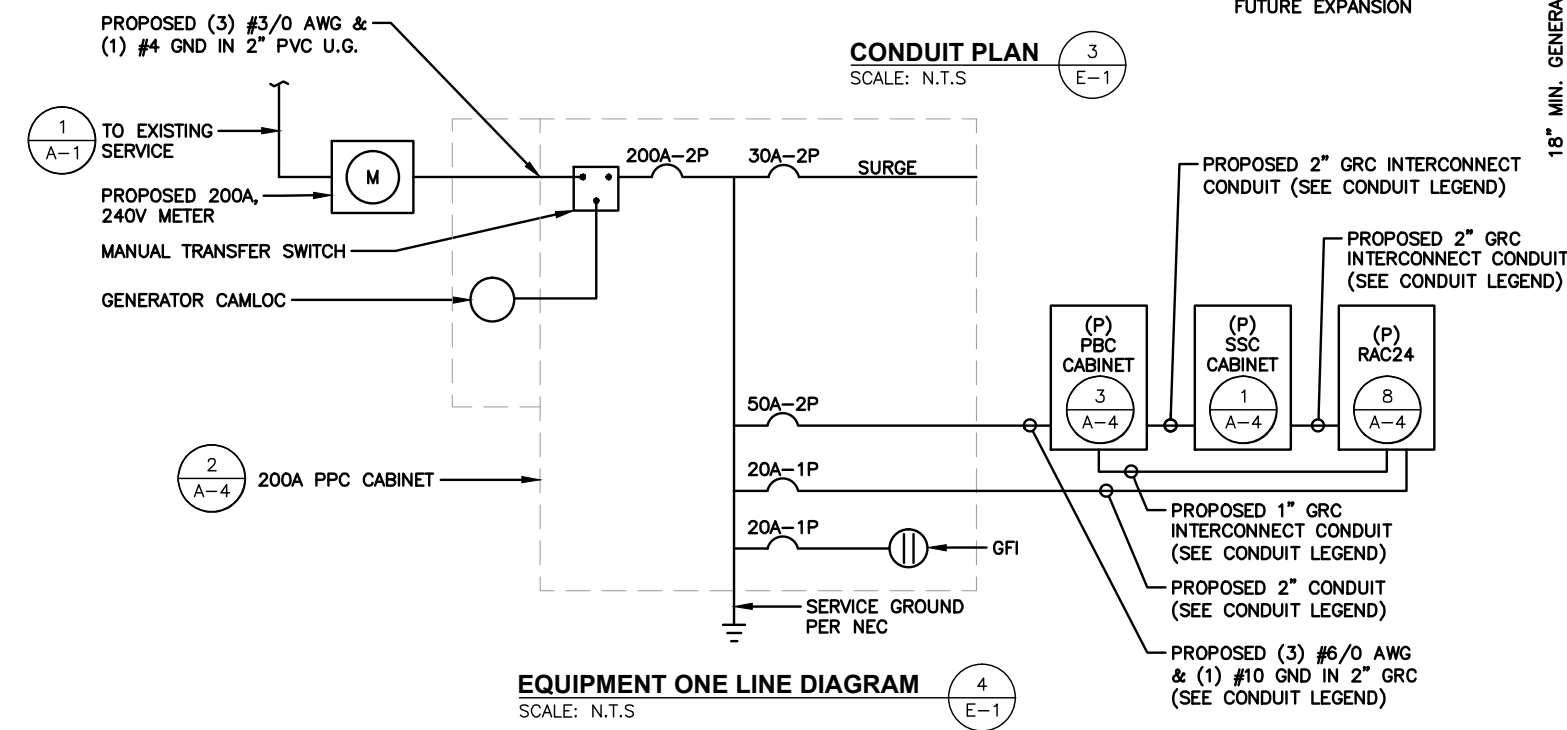 FUTURE EXPANSION
18" MIN. GENERA
CONDUIT PLAN
SCALE: N.T.S
3
E-1
PROPOSED (3) #3/0 AWG &
(1) #4 GND IN 2" PVC U.G.
1
A-1
TO EXISTING
SERVICE
M
PROPOSED 200A,
240V METER
MANUAL TRANSFER SWITCH
GENERATOR CAMLOC
200A-2P
30A-2P
SURGE
PROPOSED 2" GRC INTERCONNECT
CONDUIT (SEE CONDUIT LEGEND)
PROPOSED 2" GRC
INTERCONNECT CONDUIT
(SEE CONDUIT LEGEND)
(P)
PBC
CABINET
3
A-4
(P)
SSC
CABINET
1
A-4
(P)
RAC24
8
A-4
50A-2P
2
A-4
200A PPC CABINET
20A-1P
20A-1P
GFI
PROPOSED 1" GRC
INTERCONNECT CONDUIT
(SEE CONDUIT LEGEND)
PROPOSED 2" CONDUIT
(SEE CONDUIT LEGEND)
SERVICE GROUND
PER NEC
PROPOSED (3) #6/0 AWG
& (1) #10 GND IN 2" GRC
(SEE CONDUIT LEGEND)
EQUIPMENT ONE LINE DIAGRAM
SCALE: N.T.S
4
E-1